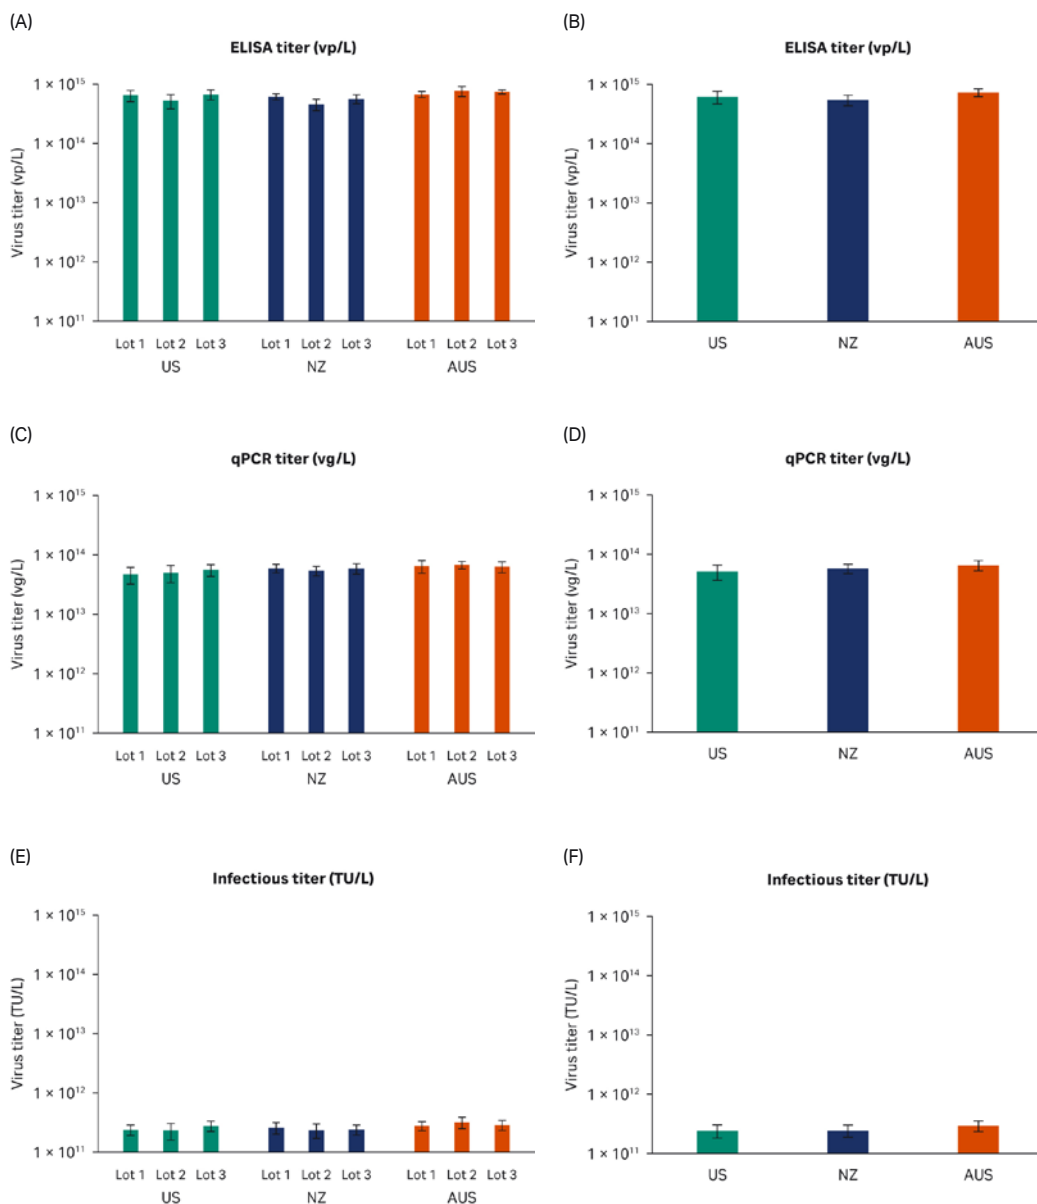 (A)
ELISA titer (vp/L)
Virus titer (vp/L)
1 × 10¹⁵
1 × 10¹⁴
1 × 10¹³
1 × 10¹²
1 × 10¹¹
Lot 1 Lot 2 Lot 3 Lot 1 Lot 2 Lot 3 Lot 1 Lot 2 Lot 3
US NZ AUS
(B)
ELISA titer (vp/L)
Virus titer (vp/L)
1 × 10¹⁵
1 × 10¹⁴
1 × 10¹³
1 × 10¹²
1 × 10¹¹
US NZ AUS
(C)
qPCR titer (vg/L)
Virus titer (vg/L)
1 × 10¹⁵
1 × 10¹⁴
1 × 10¹³
1 × 10¹²
1 × 10¹¹
Lot 1 Lot 2 Lot 3 Lot 1 Lot 2 Lot 3 Lot 1 Lot 2 Lot 3
US NZ AUS
(D)
qPCR titer (vg/L)
Virus titer (vg/L)
1 × 10¹⁵
1 × 10¹⁴
1 × 10¹³
1 × 10¹²
1 × 10¹¹
US NZ AUS
(E)
Infectious titer (TU/L)
Virus titer (TU/L)
1 × 10¹⁵
1 × 10¹⁴
1 × 10¹³
1 × 10¹²
1 × 10¹¹
Lot 1 Lot 2 Lot 3 Lot 1 Lot 2 Lot 3 Lot 1 Lot 2 Lot 3
US NZ AUS
(F)
Infectious titer (TU/L)
Virus titer (TU/L)
1 × 10¹⁵
1 × 10¹⁴
1 × 10¹³
1 × 10¹²
1 × 10¹¹
US NZ AUS